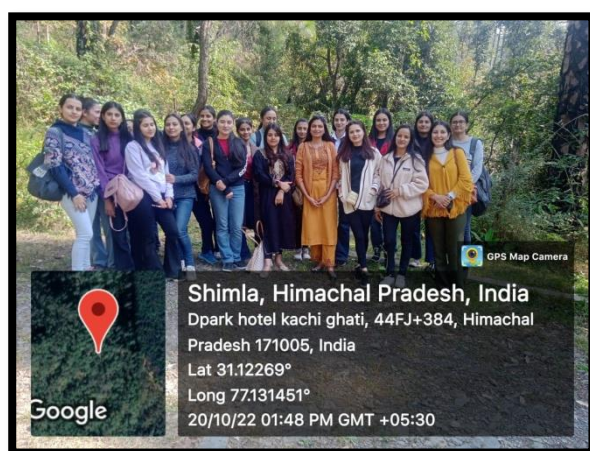 GPS Map Camera
Shimla, Himachal Pradesh, India
Dpark hotel kachi ghati, 44FJ+384, Himachal
Pradesh 171005, India
Lat 31.12269°
Long 77.131451°
20/10/22 01:48 PM GMT +05:30
Google